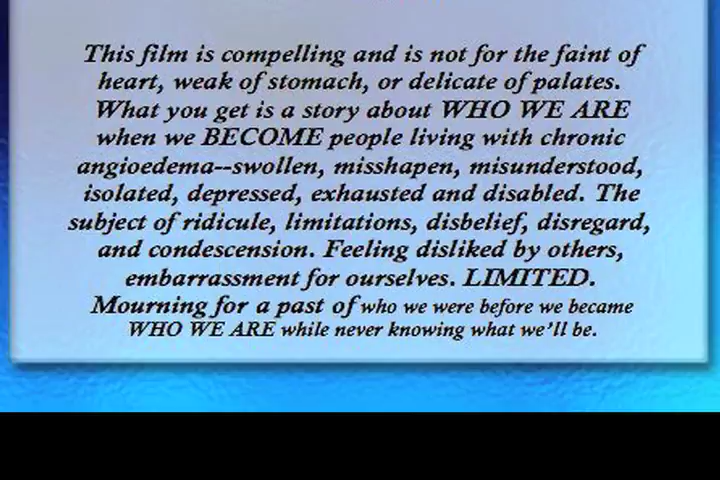 This film is compelling and is not for the faint of
heart, weak of stomach, or delicate of palates.
What you get is a story about WHO WE ARE
when we BECOME people living with chronic
angioedema--swollen, misshapen, misunderstood,
isolated, depressed, exhausted and disabled. The
subject of ridicule, limitations, disbelief, disregard,
and condescension. Feeling disliked by others,
embarrassment for ourselves. LIMITED.
Mourning for a past of who we were before we became
WHO WE ARE while never knowing what we'll be.